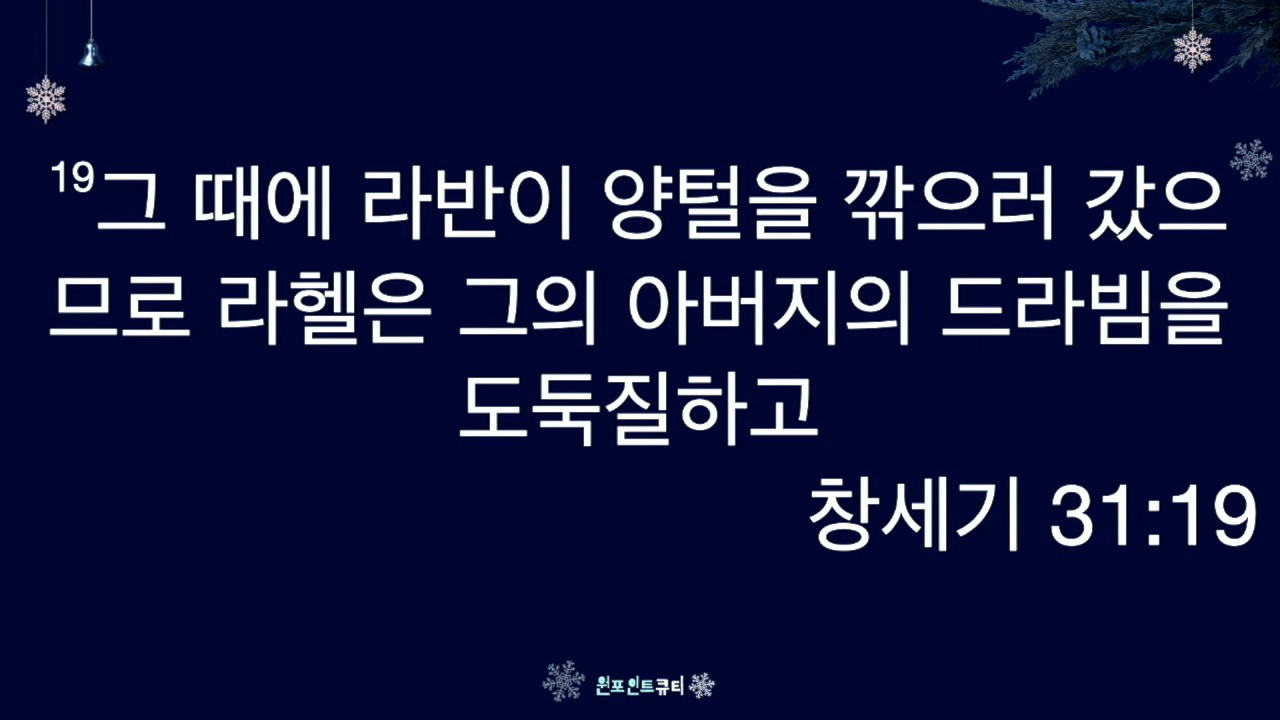 19그 때에 라반이 양털을 깎으러 갔으
므로 라헬은 그의 아버지의 드라빔을
도둑질하고
창세기 31:19
원포인트큐티